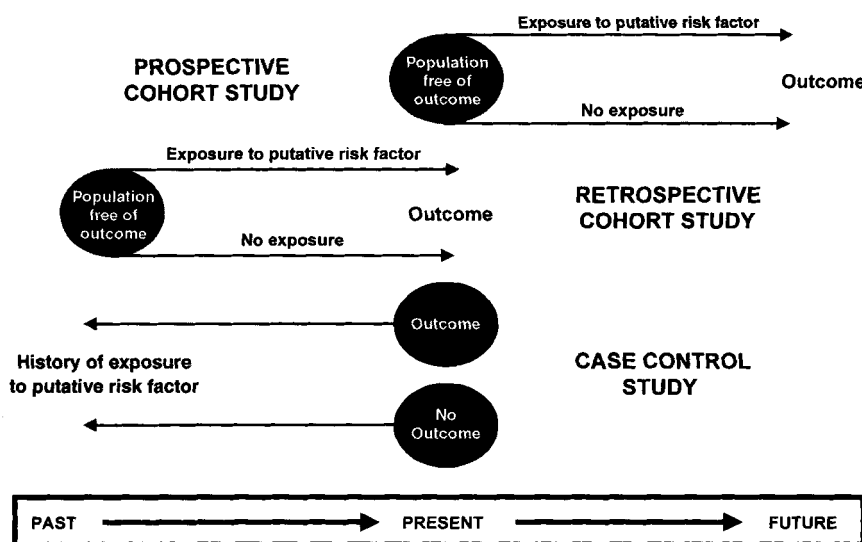 Exposure to putative risk factor
PROSPECTIVE
COHORT STUDY
Population
free of
outcome
Outcome
No exposure
Exposure to putative risk factor
Population
free of
outcome
Outcome
No exposure
RETROSPECTIVE
COHORT STUDY
Outcome
History of exposure
to putative risk factor
CASE CONTROL
STUDY
No
Outcome
PAST
PRESENT
FUTURE